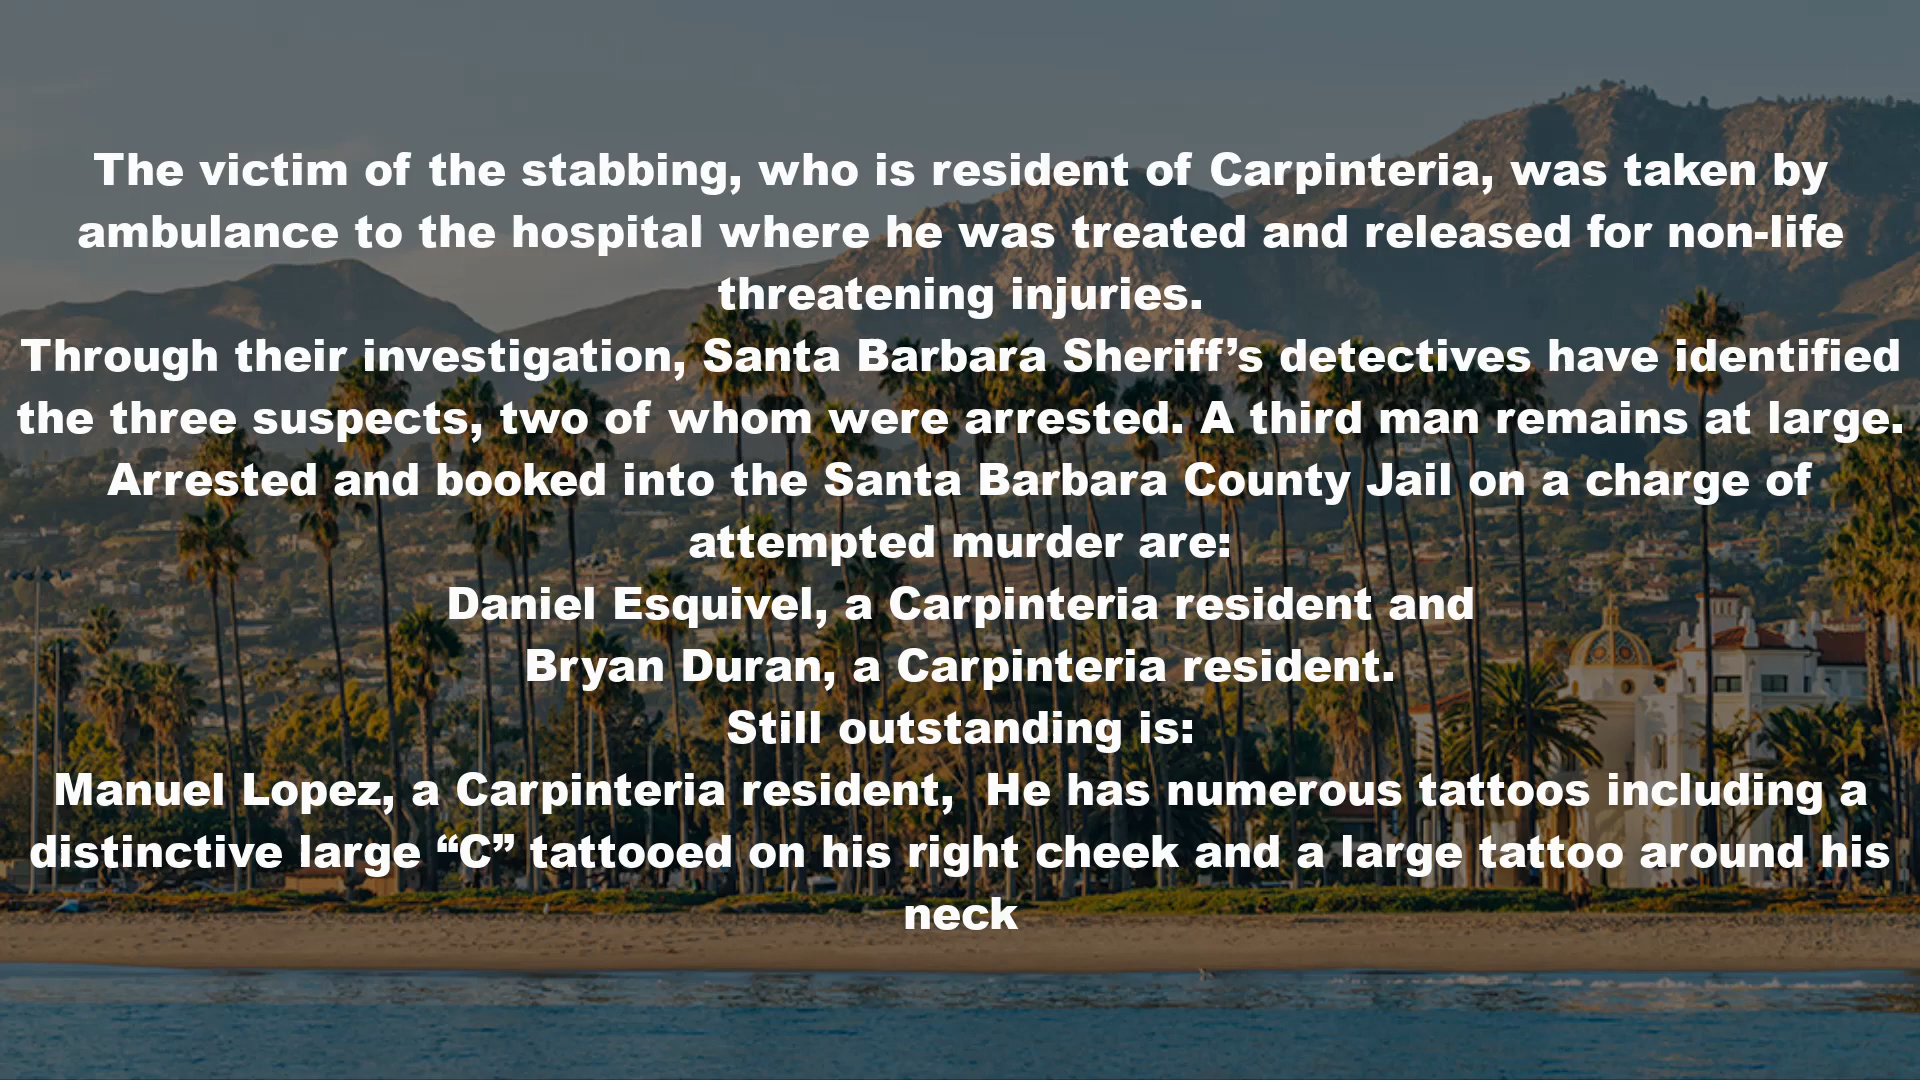 The victim of the stabbing, who is resident of Carpinteria, was taken by
ambulance to the hospital where he was treated and released for non-life
threatening injuries.
Through their investigation, Santa Barbara Sheriff’s detectives have identified
the three suspects, two of whom were arrested. A third man remains at large.
Arrested and booked into the Santa Barbara County Jail on a charge of
attempted murder are:
Daniel Esquivel, a Carpinteria resident and
Bryan Duran, a Carpinteria resident.
Still outstanding is:
Manuel Lopez, a Carpinteria resident,  He has numerous tattoos including a
distinctive large “C” tattooed on his right cheek and a large tattoo around his
neck